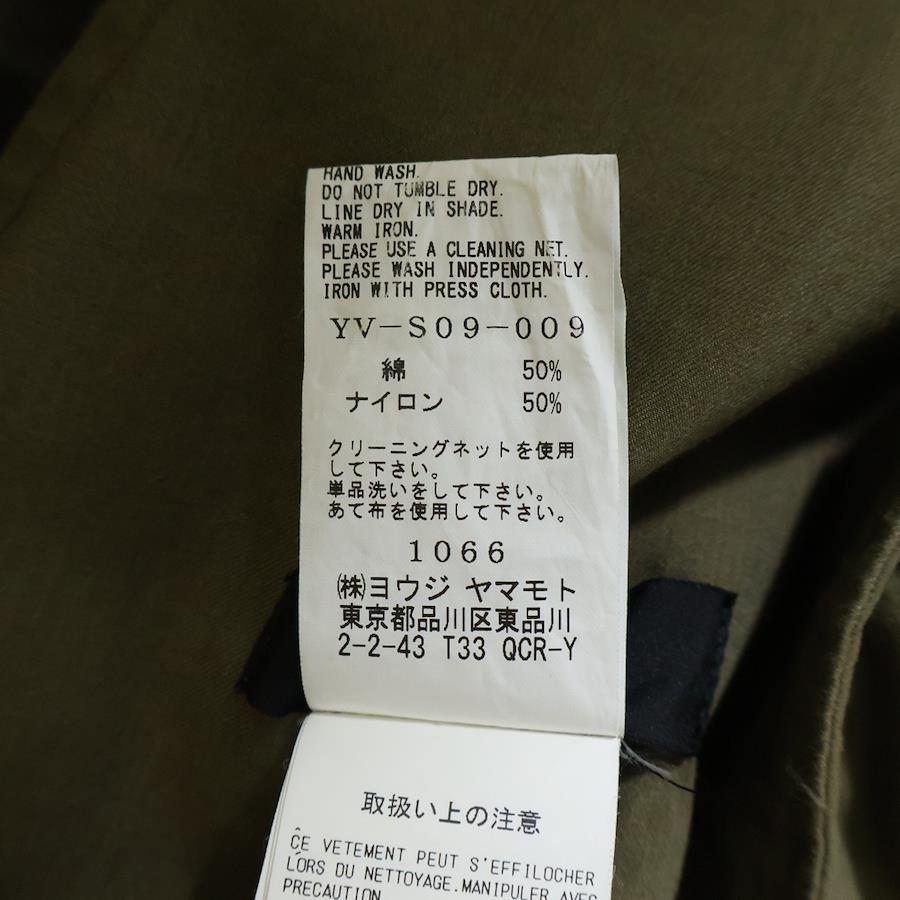 HAND WASH.
DO NOT TUMBLE DRY.
LINE DRY IN SHADE.
WARM IRON.
PLEASE USE A CLEANING NET.
PLEASE WASH INDEPENDENTLY.
IRON WITH PRESS CLOTH.
YV-S09-009
綿 50%
ナイロン 50%
クリーニングネットを使用
して下さい。
単品洗いをして下さい。
あて布を使用して下さい。
1066
㈱ヨウジ ヤマモト
東京都品川区東品川
2-2-43 T33 QCR-Y
取扱い上の注意
CE VETEMENT PEUT S'EFFILOCHER
LORS DU NETTOYAGE.MANIPULER AVEC
PRECAUTION.